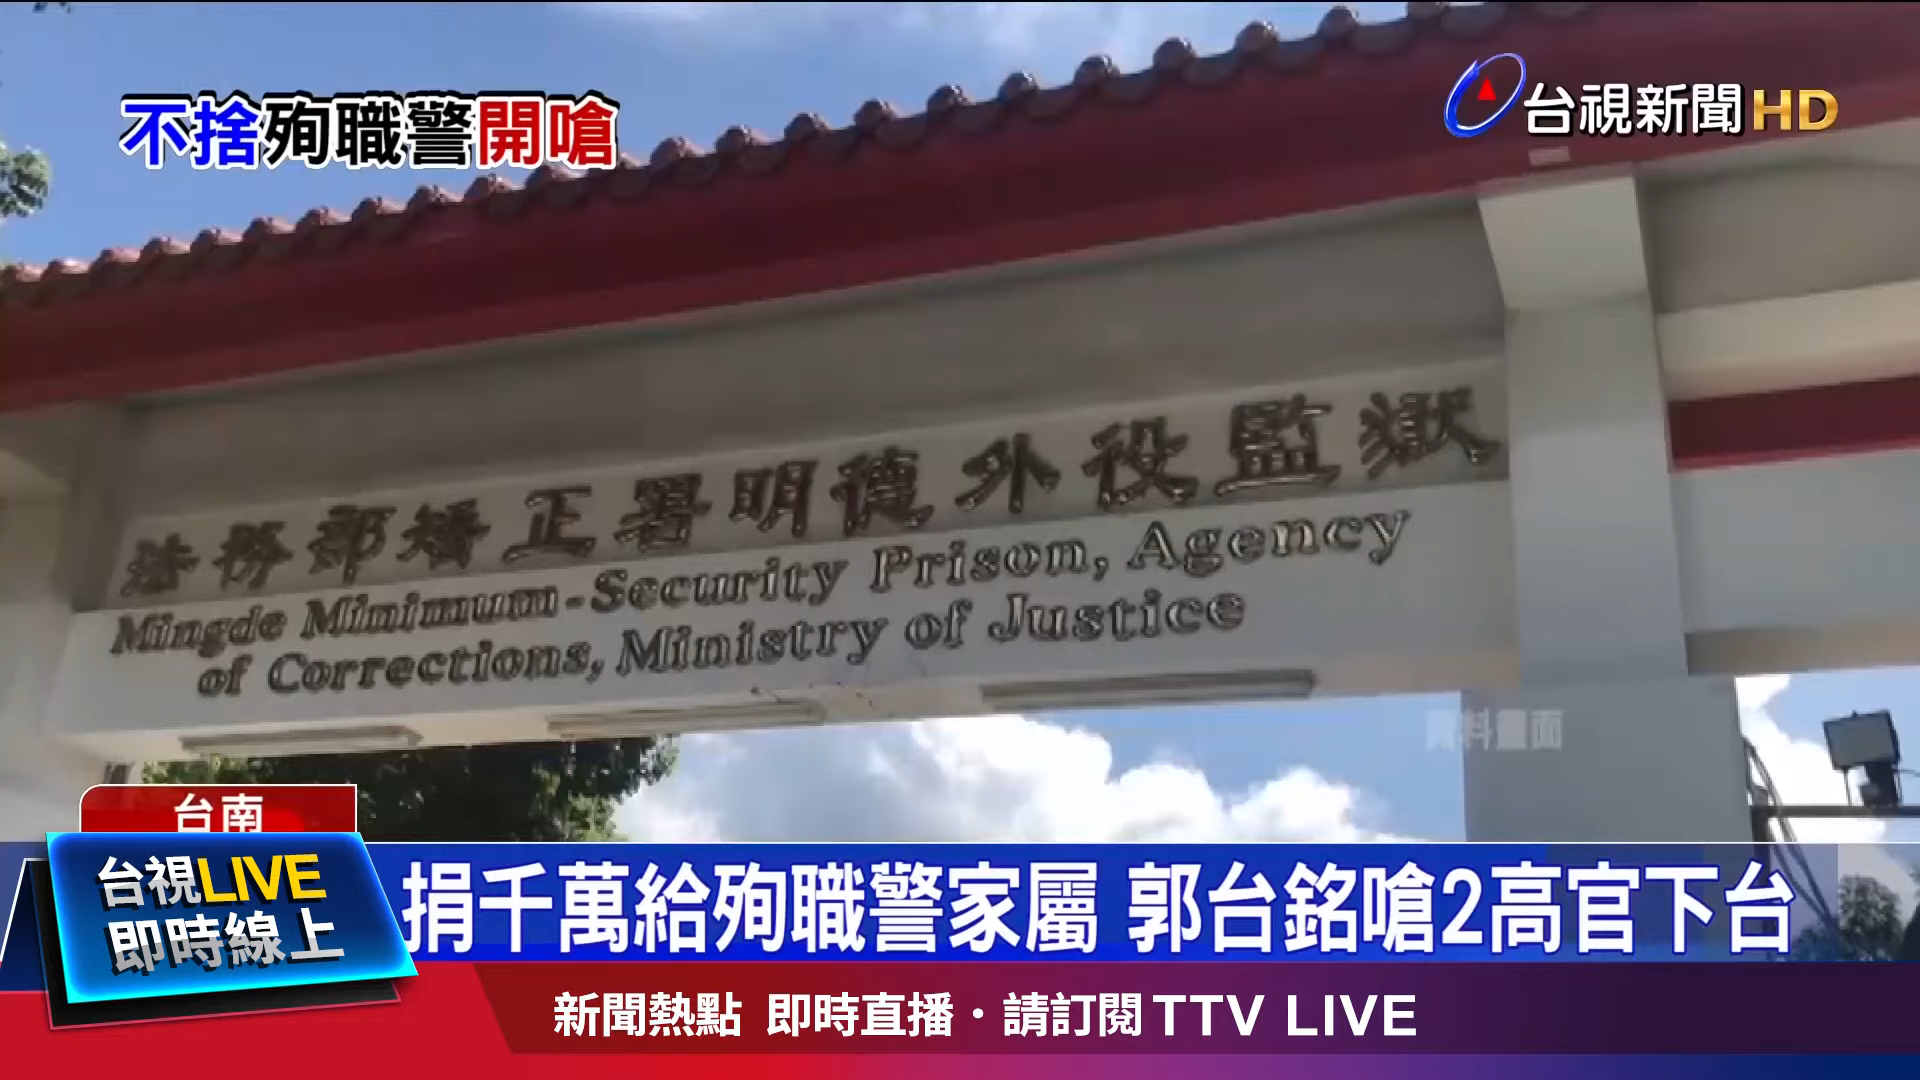 不捨殉職警開嗆
台視新聞HD
法務部矯正署明德外役監獄
Mingde Minimum-Security Prison, Agency
of Corrections, Ministry of Justice
資料畫面
台南
台視LIVE
即時線上
捐千萬給殉職警家屬 郭台銘嗆2高官下台
新聞熱點 即時直播・請訂閱TTV LIVE